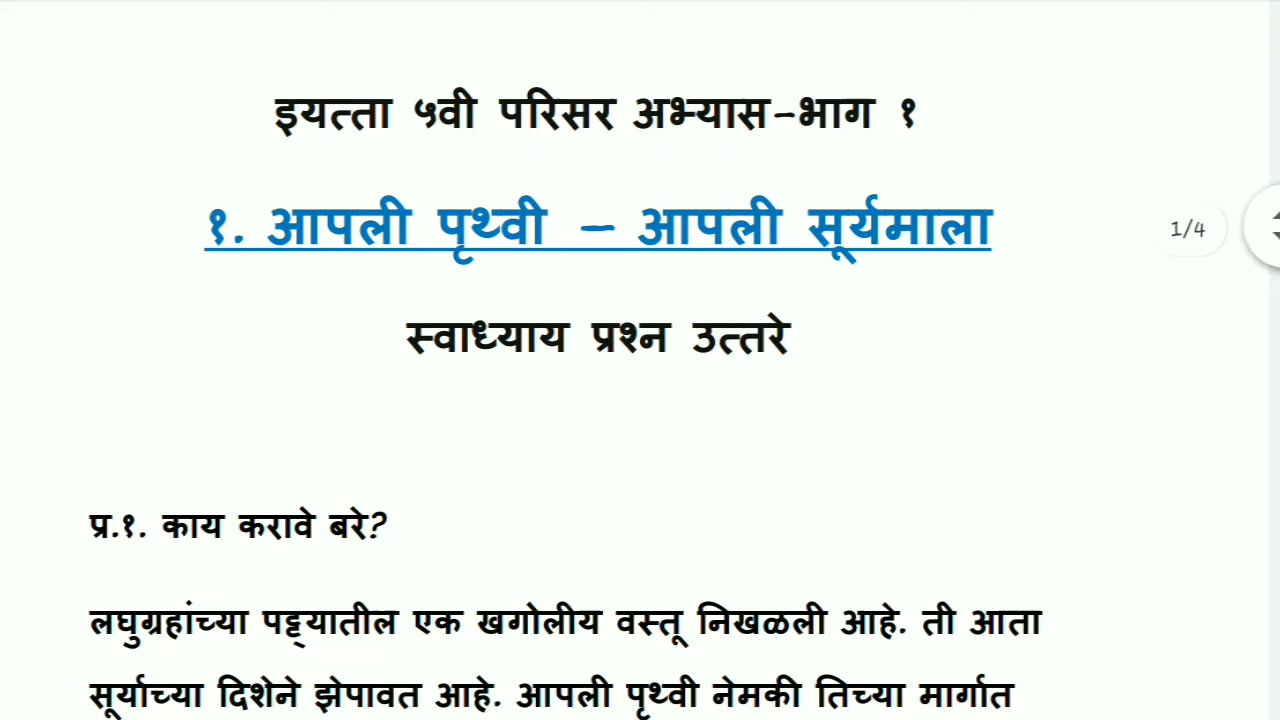 इयत्ता ५वी परिसर अभ्यास-भाग १
१. आपली पृथ्वी – आपली सूर्यमाला
1/4
स्वाध्याय प्रश्न उत्तरे
प्र.१. काय करावे बरे?
लघुग्रहांच्या पट्ट्यातील एक खगोलीय वस्तू निखळली आहे. ती आता
सूर्याच्या दिशेने झेपावत आहे. आपली पृथ्वी नेमकी तिच्या मार्गात